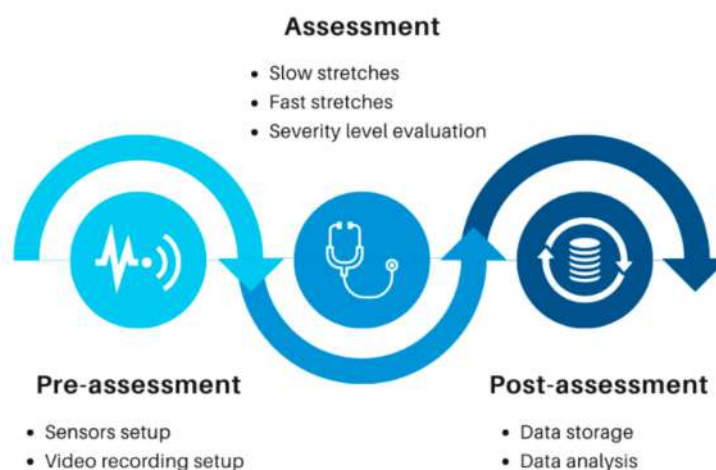 Assessment
• Slow stretches
• Fast stretches
• Severity level evaluation
Pre-assessment
• Sensors setup
• Video recording setup
Post-assessment
• Data storage
• Data analysis